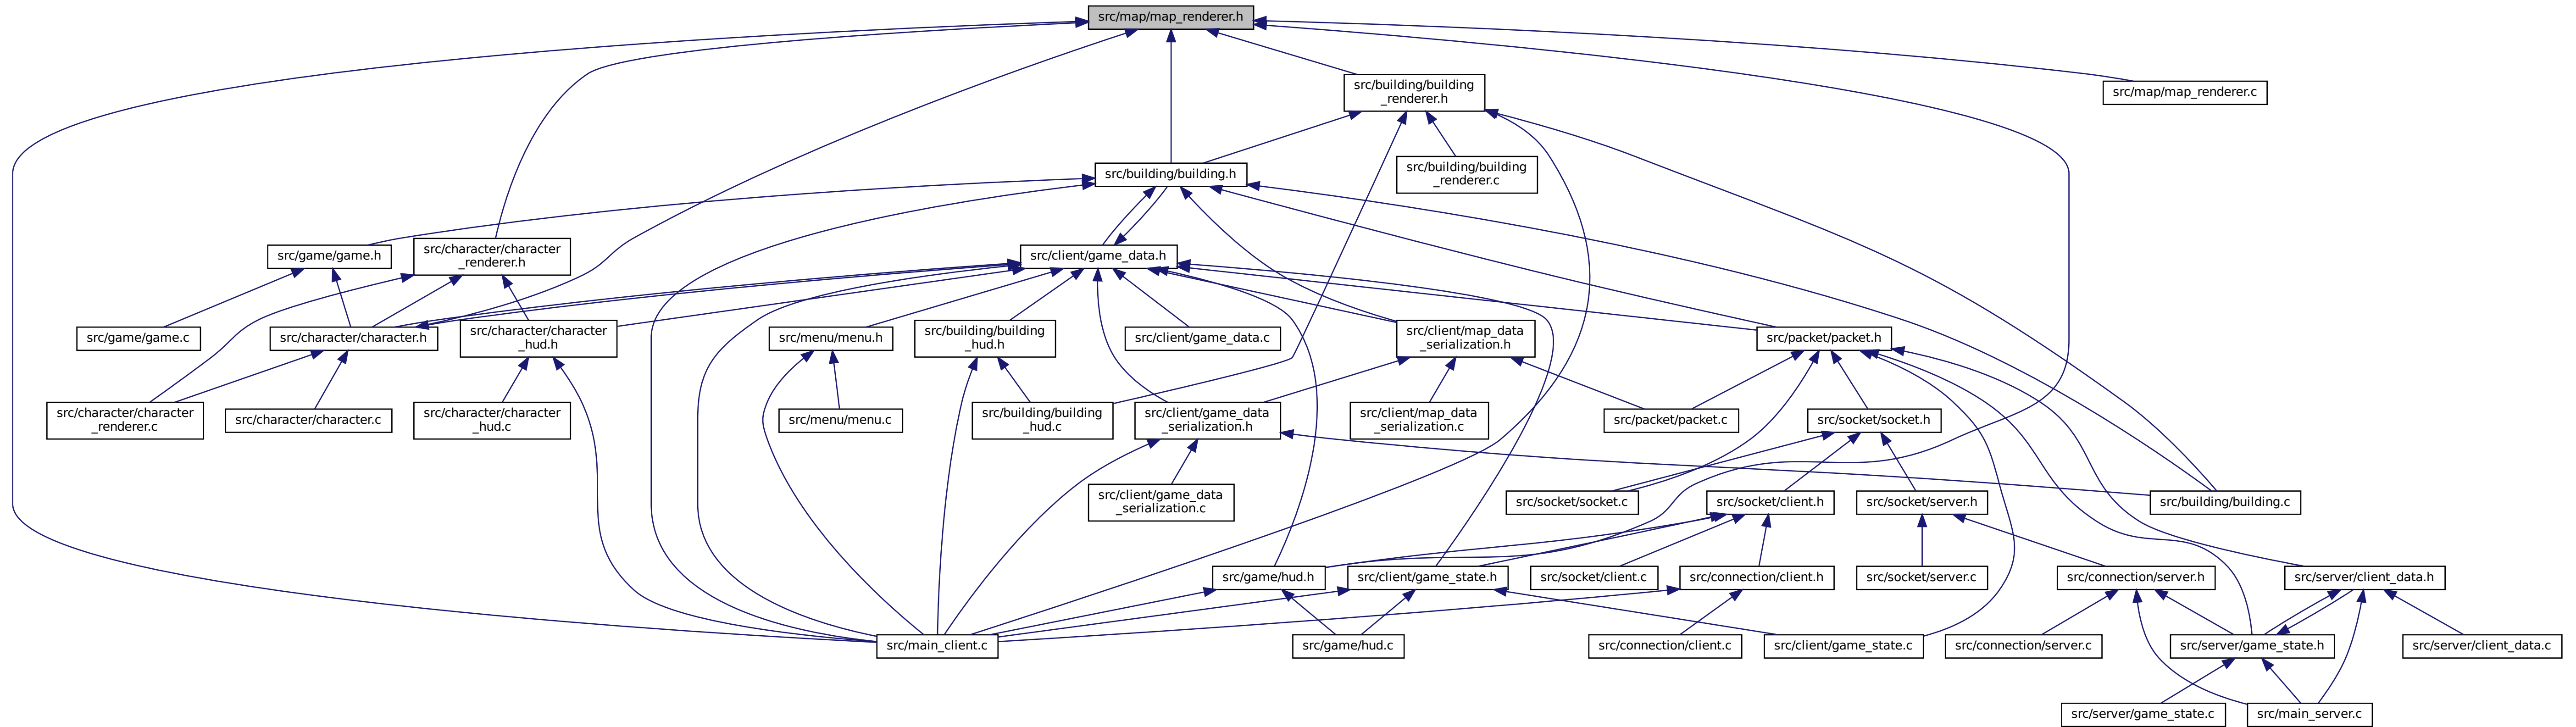 src/map/map_renderer.h
src/building/building
_renderer.h
src/map/map_renderer.c
src/building/building.h
src/building/building
_renderer.c
src/game/game.h
src/character/character
_renderer.h
src/client/game_data.h
src/game/game.c
src/character/character.h
src/character/character
_hud.h
src/menu/menu.h
src/building/building
_hud.h
src/client/game_data.c
src/client/map_data
_serialization.h
src/packet/packet.h
src/character/character
_renderer.c
src/character/character.c
src/character/character
_hud.c
src/menu/menu.c
src/building/building
_hud.c
src/client/game_data
_serialization.h
src/client/map_data
_serialization.c
src/packet/packet.c
src/socket/socket.h
src/client/game_data
_serialization.c
src/socket/socket.c
src/socket/client.h
src/socket/server.h
src/building/building.c
src/game/hud.h
src/client/game_state.h
src/socket/client.c
src/connection/client.h
src/socket/server.c
src/connection/server.h
src/server/client_data.h
src/main_client.c
src/game/hud.c
src/connection/client.c
src/client/game_state.c
src/connection/server.c
src/server/game_state.h
src/server/client_data.c
src/server/game_state.c
src/main_server.c